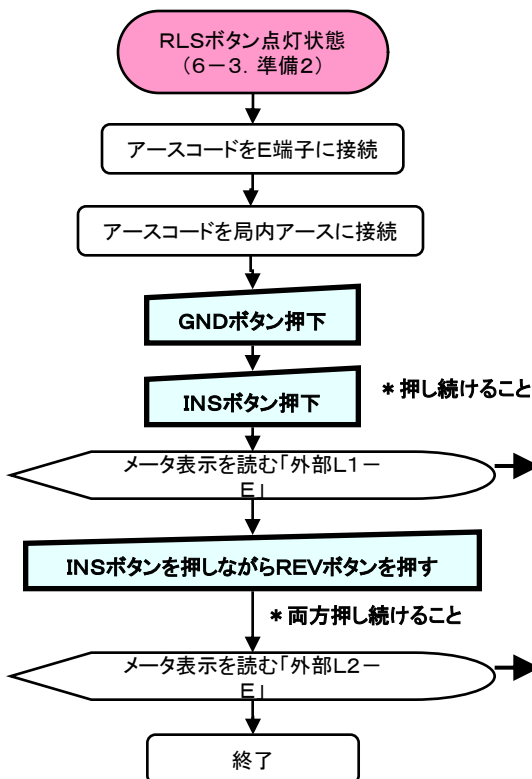 RLSボタン点灯状態
（６－３．準備２）
アースコードをE端子に接続
アースコードを局内アースに接続
GNDボタン押下
INSボタン押下
＊押し続けること
メータ表示を読む「外部L１－
E」
INSボタンを押しながらREVボタンを押す
＊両方押し続けること
メータ表示を読む「外部L２－
E」
終了